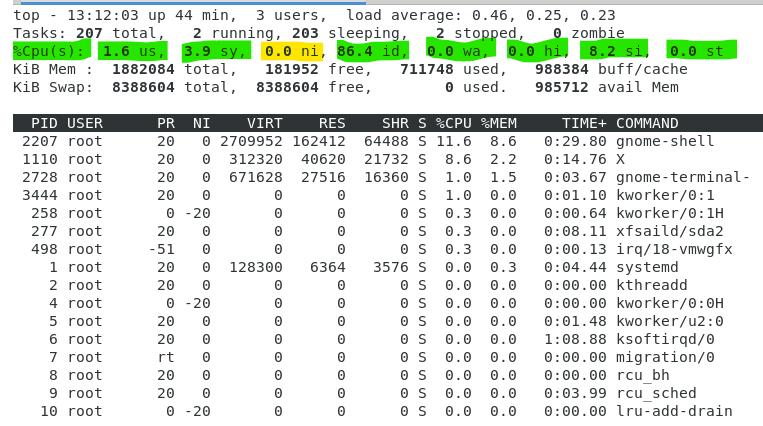 top - 13:12:03 up 44 min,  3 users,  load average: 0.46, 0.25, 0.23
Tasks: 207 total,   2 running, 203 sleeping,   2 stopped,   0 zombie
%Cpu(s):  1.6 us,  3.9 sy,  0.0 ni, 86.4 id,  0.0 wa,  0.0 hi,  8.2 si,  0.0 st
KiB Mem :  1882084 total,   181952 free,   711748 used,   988384 buff/cache
KiB Swap:  8388604 total,  8388604 free,        0 used.   985712 avail Mem
PID USER      PR  NI    VIRT    RES    SHR S %CPU %MEM     TIME+ COMMAND
2207 root      20   0 2709952 162412  64488 S 11.6  8.6   0:29.80 gnome-shell
1110 root      20   0  312320  40620  21732 S  8.6  2.2   0:14.76 X
2728 root      20   0  671628  27516  16360 S  1.0  1.5   0:03.67 gnome-terminal-
3444 root      20   0       0      0      0 S  1.0  0.0   0:01.10 kworker/0:1
258 root       0 -20       0      0      0 S  0.3  0.0   0:00.64 kworker/0:1H
277 root      20   0       0      0      0 S  0.3  0.0   0:08.11 xfsaild/sda2
498 root     -51   0       0      0      0 S  0.3  0.0   0:00.13 irq/18-vmwgfx
1 root      20   0  128300   6364   3576 S  0.0  0.3   0:04.44 systemd
2 root      20   0       0      0      0 S  0.0  0.0   0:00.00 kthreadd
4 root       0 -20       0      0      0 S  0.0  0.0   0:00.00 kworker/0:0H
5 root      20   0       0      0      0 S  0.0  0.0   0:01.48 kworker/u2:0
6 root      20   0       0      0      0 S  0.0  0.0   1:08.88 ksoftirqd/0
7 root      rt   0       0      0      0 S  0.0  0.0   0:00.00 migration/0
8 root      20   0       0      0      0 S  0.0  0.0   0:00.00 rcu_bh
9 root      20   0       0      0      0 S  0.0  0.0   0:03.99 rcu_sched
10 root       0 -20       0      0      0 S  0.0  0.0   0:00.00 lru-add-drain